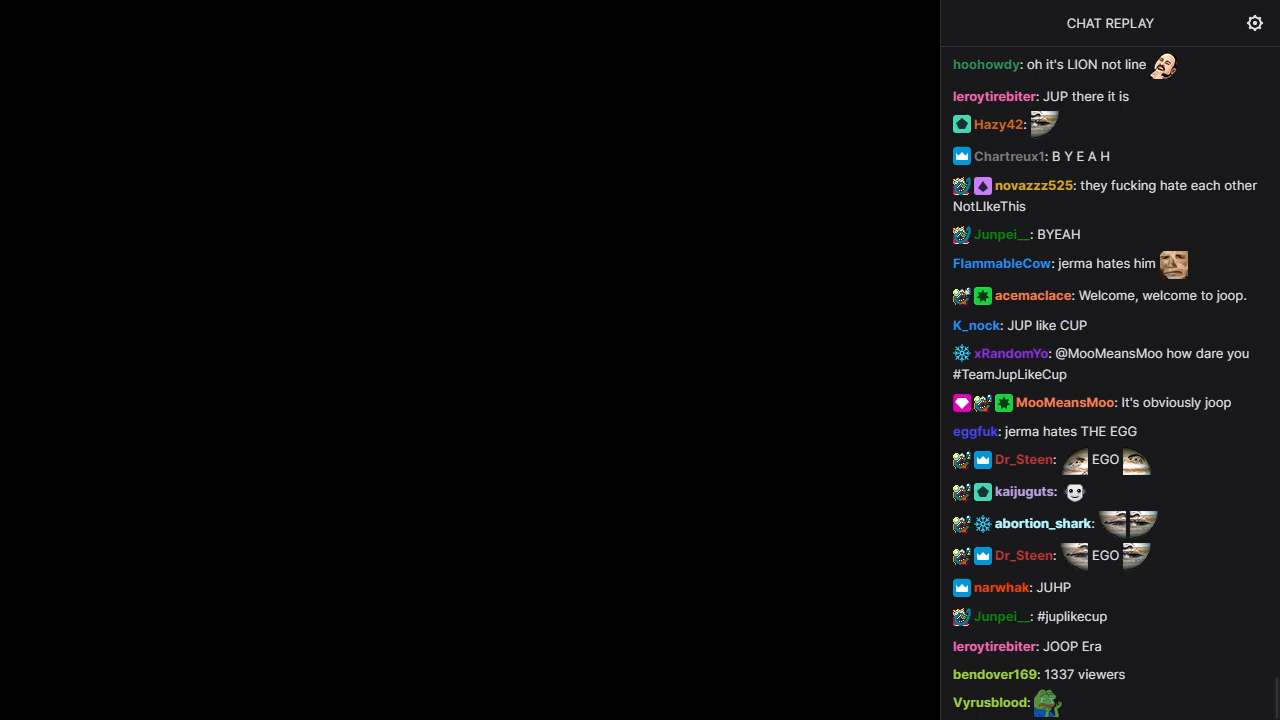 CHAT REPLAY
hoohowdy: oh it's LION not line
leroytirebiter: JUP there it is
Hazy42:
Chartreux1: B Y E A H
novazzz525: they fucking hate each other
NotLIkeThis
Junpei__: BYEAH
FlammableCow: jerma hates him
acemaclace: Welcome, welcome to joop.
K_nock: JUP like CUP
xRandomYo: @MooMeansMoo how dare you
#TeamJupLikeCup
MooMeansMoo: It's obviously joop
eggfuk: jerma hates THE EGG
Dr_Steen: EGO
kaijuguts:
abortion_shark:
Dr_Steen: EGO
narwhak: JUHP
Junpei__: #juplikecup
leroytirebiter: JOOP Era
bendover169: 1337 viewers
Vyrusblood: